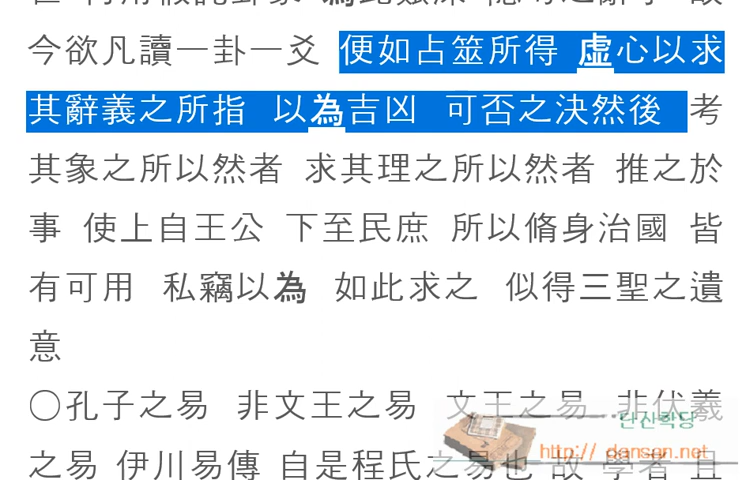 今欲凡讀一卦一爻 便如占筮所得 虛心以求
其辭義之所指 以為吉凶 可否之決然後 考
其象之所以然者 求其理之所以然者 推之於
事 使上自王公 下至民庶 所以脩身治國 皆
有可用 私竊以為 如此求之 似得三聖之遺
意
〇孔子之易 非文王之易 文王之易 非伏羲
之易 伊川易傳 自是程氏之易也 故 學者 且
단산학당
http:// dansan.net